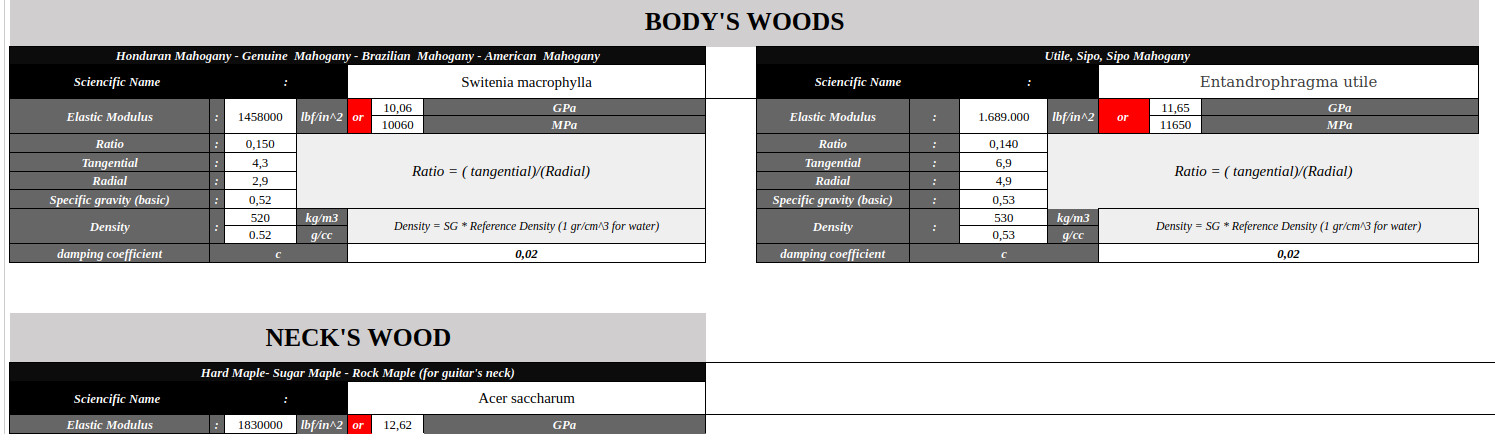 BODY'S WOODS
Honduran Mahogany - Genuine Mahogany - Brazilian Mahogany - American Mahogany
Sciencific Name : Switenia macrophylla
Elastic Modulus : 1458000 lbf/in^2 or 10,06 GPa
10060 MPa
Ratio : 0,150
Tangential : 4,3
Radial : 2,9
Specific gravity (basic) : 0,52
Ratio = ( tangential)/(Radial)
Density : 520 kg/m3
0.52 g/cc
Density = SG * Reference Density (1 gr/cm^3 for water)
damping coefficient c 0,02
Utile, Sipo, Sipo Mahogany
Sciencific Name : Entandrophragma utile
Elastic Modulus : 1.689.000 lbf/in^2 or 11,65 GPa
11650 MPa
Ratio : 0,140
Tangential : 6,9
Radial : 4,9
Specific gravity (basic) : 0,53
Ratio = ( tangential)/(Radial)
Density : 530 kg/m3
0,53 g/cc
Density = SG * Reference Density (1 gr/cm^3 for water)
damping coefficient c 0,02
NECK'S WOOD
Hard Maple- Sugar Maple - Rock Maple (for guitar's neck)
Sciencific Name : Acer saccharum
Elastic Modulus : 1830000 lbf/in^2 or 12,62 GPa